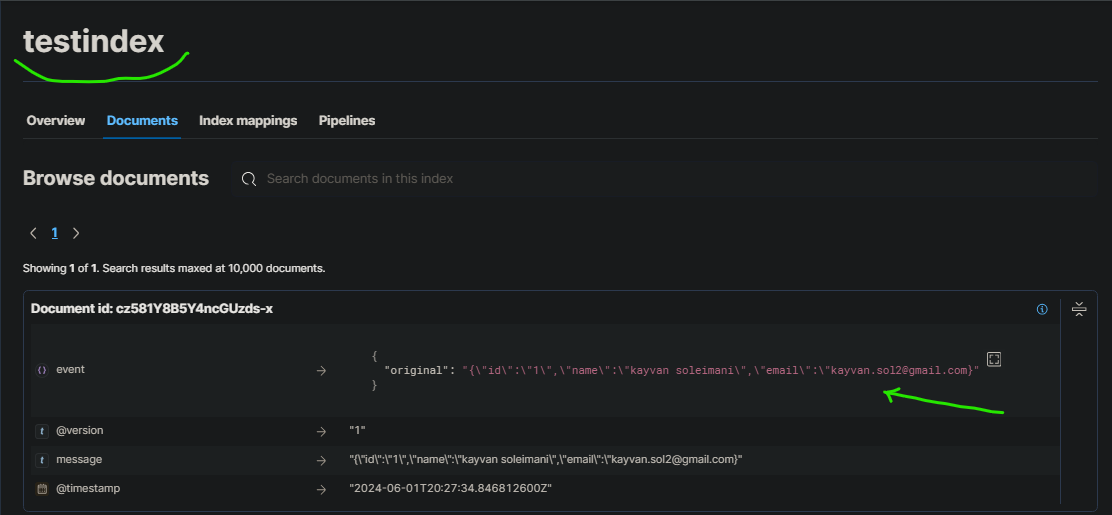 testindex
Overview Documents Index mappings Pipelines
Browse documents Search documents in this index
1
Showing 1 of 1. Search results maxed at 10,000 documents.
Document id: cz581Y8B5Y4ncGUzds-x
{
event → "original": "{\"id\":\"1\",\"name\":\"kayvan soleimani\",\"email\":\"kayvan.sol2@gmail.com}"
}
t @version → "1"
t message → "{\"id\":\"1\",\"name\":\"kayvan soleimani\",\"email\":\"kayvan.sol2@gmail.com}"
@timestamp → "2024-06-01T20:27:34.846812600Z"